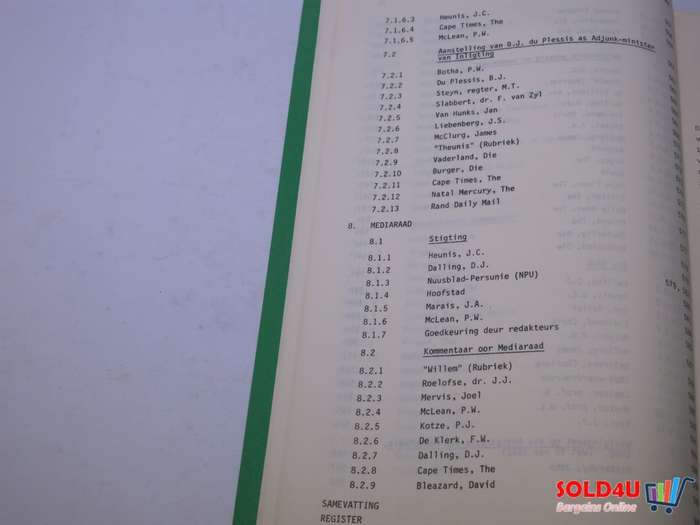 7.1.6.3 Heunis, J.C.
7.1.6.4 Cape Times, The
7.1.6.5 McLean, P.W.
7.2 Aanstelling van B.J. du Plessis as Adjunk-minister
van Inligting
7.2.1 Botha, P.W.
7.2.2 Du Plessis, B.J.
7.2.3 Steyn, regter, M.T.
7.2.4 Slabbert, dr. F. van Zyl
7.2.5 Van Hunks, Jan
7.2.6 Liebenberg, J.S.
7.2.7 McClurg, James
7.2.8 "Theunis" (Rubriek)
7.2.9 Vaderland, Die
7.2.10 Burger, Die
7.2.11 Cape Times, The
7.2.12 Natal Mercury, The
7.2.13 Rand Daily Mail
8. MEDIARAAD
8.1 Stigting
8.1.1 Heunis, J.C.
8.1.2 Dalling, D.J.
8.1.3 Nuusblad-Persunie (NPU)
8.1.4 Hoofstad
8.1.5 Marais, J.A.
8.1.6 McLean, P.W.
8.1.7 Goedkeuring deur redakteurs
8.2 Kommentaar oor Mediaraad
8.2.1 "Willem" (Rubriek)
8.2.2 Roelofse, dr. J.J.
8.2.3 Mervis, Joel
8.2.4 McLean, P.W.
8.2.5 Kotze, P.J.
8.2.6 De Klerk, F.W.
8.2.7 Dalling, D.J.
8.2.8 Cape Times, The
8.2.9 Bleazard, David
SAMEVATTING
REGISTER
SOLD4U
Bargains Online